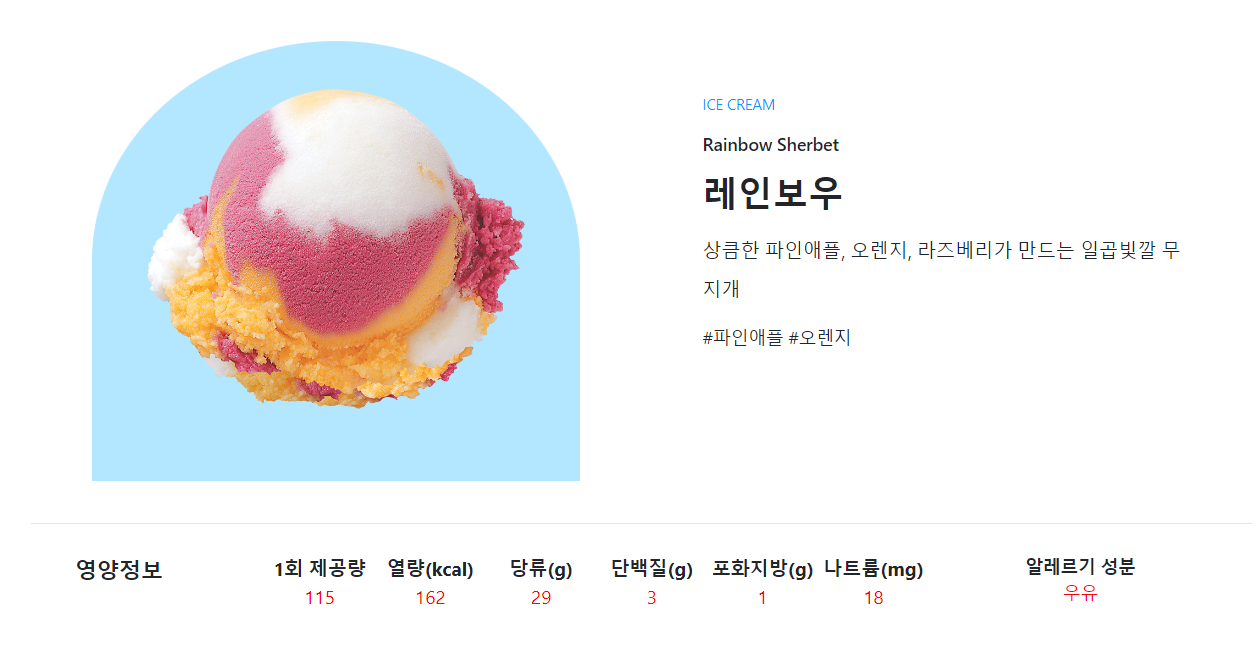 ICE CREAM
Rainbow Sherbet
레인보우
상큼한 파인애플, 오렌지, 라즈베리가 만드는 일곱빛깔 무
지개
#파인애플 #오렌지
영양정보 1회 제공량 열량(kcal) 당류(g) 단백질(g) 포화지방(g) 나트륨(mg) 알레르기 성분
115 162 29 3 1 18 우유